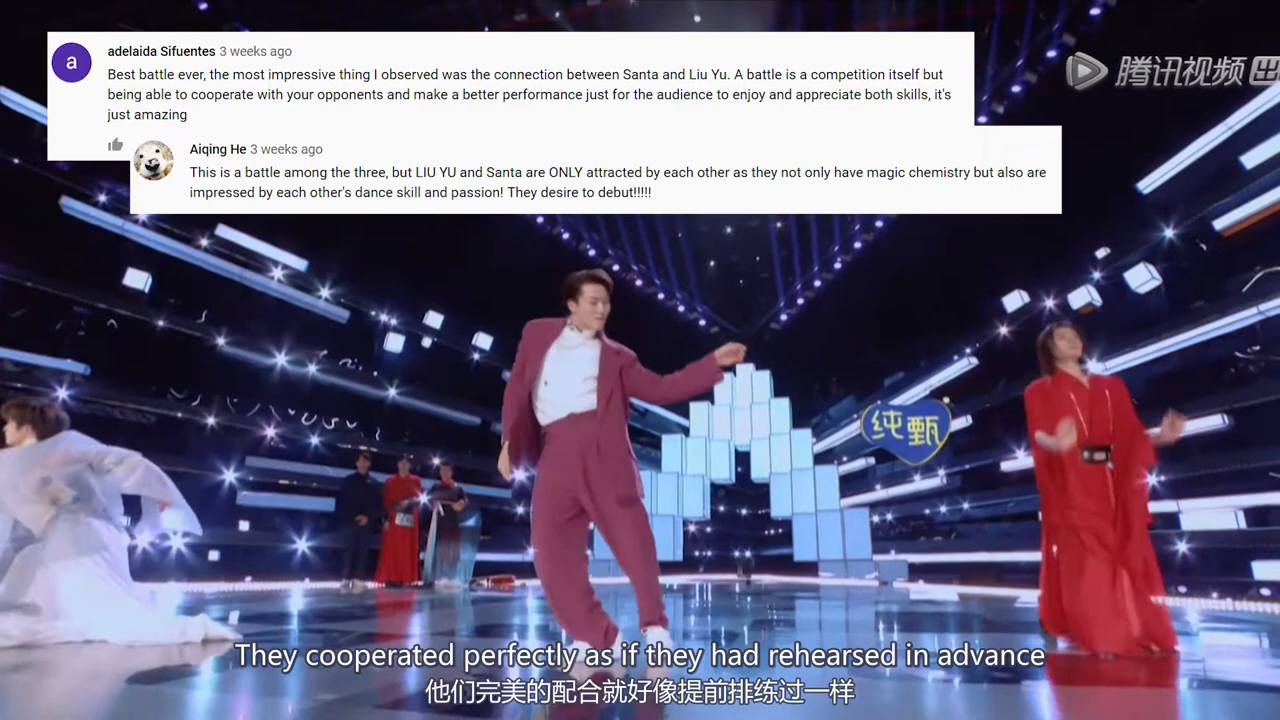 adelaida Sifuentes 3 weeks ago
a
Best battle ever, the most impressive thing I observed was the connection between Santa and Liu Yu. A battle is a competition itself but
being able to cooperate with your opponents and make a better performance just for the audience to enjoy and appreciate both skills, it's
just amazing
腾讯视频 出
Aiqing He 3 weeks ago
This is a battle among the three, but LIU YU and Santa are ONLY attracted by each other as they not only have magic chemistry but also are
impressed by each other's dance skill and passion! They desire to debut!!!!!
纯甄
They cooperated perfectly as if they had rehearsed in advance
他们完美的配合就好像提前排练过一样